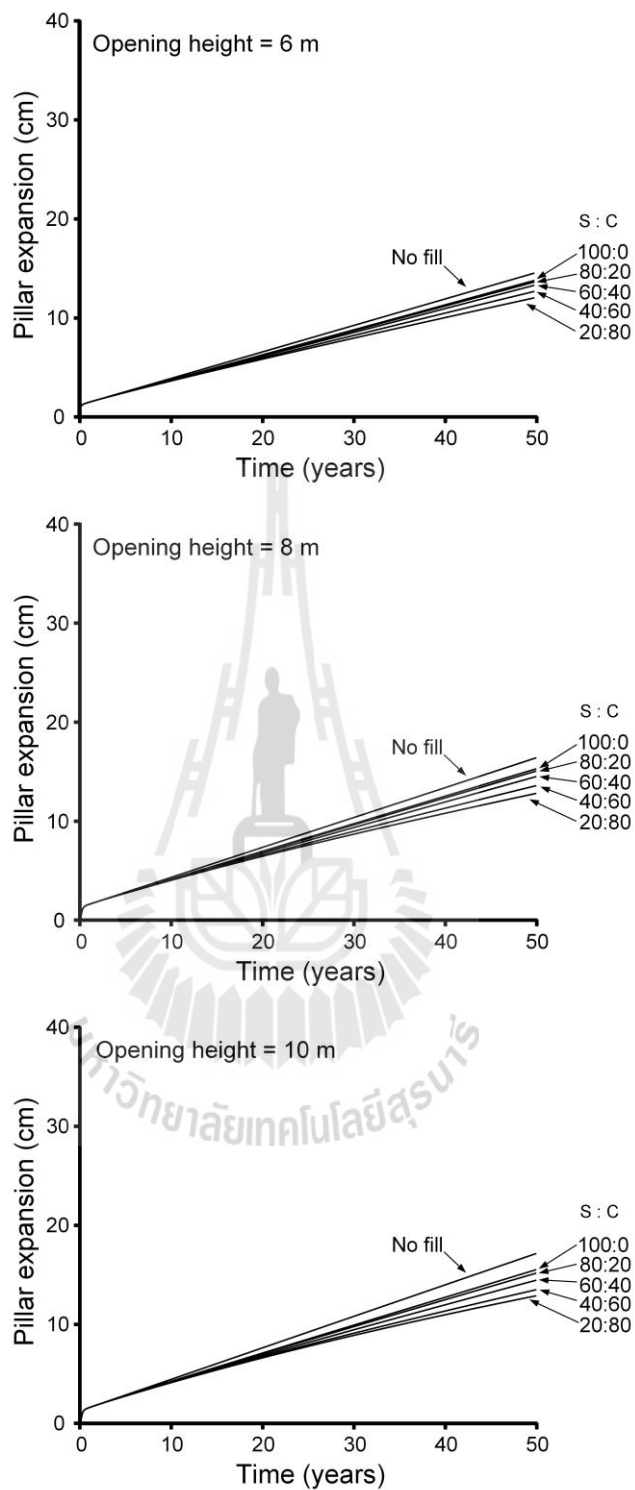 40
Opening height = 6 m
30
Pillar expansion (cm)
20
S : C
No fill
100:0
80:20
60:40
10
40:60
20:80
0
0 10 20 30 40 50
Time (years)
40
Opening height = 8 m
30
Pillar expansion (cm)
20
S : C
No fill
100:0
80:20
60:40
10
40:60
20:80
0
0 10 20 30 40 50
Time (years)
40
Opening height = 10 m
มหาวิทยาลัยเทคโนโลยีสุรนารี
30
Pillar expansion (cm)
20
S : C
No fill
100:0
80:20
60:40
10
40:60
20:80
0
0 10 20 30 40 50
Time (years)